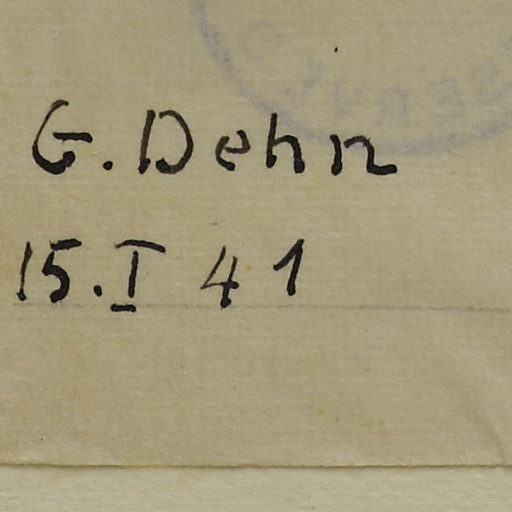 G. Dehn
15. I 41